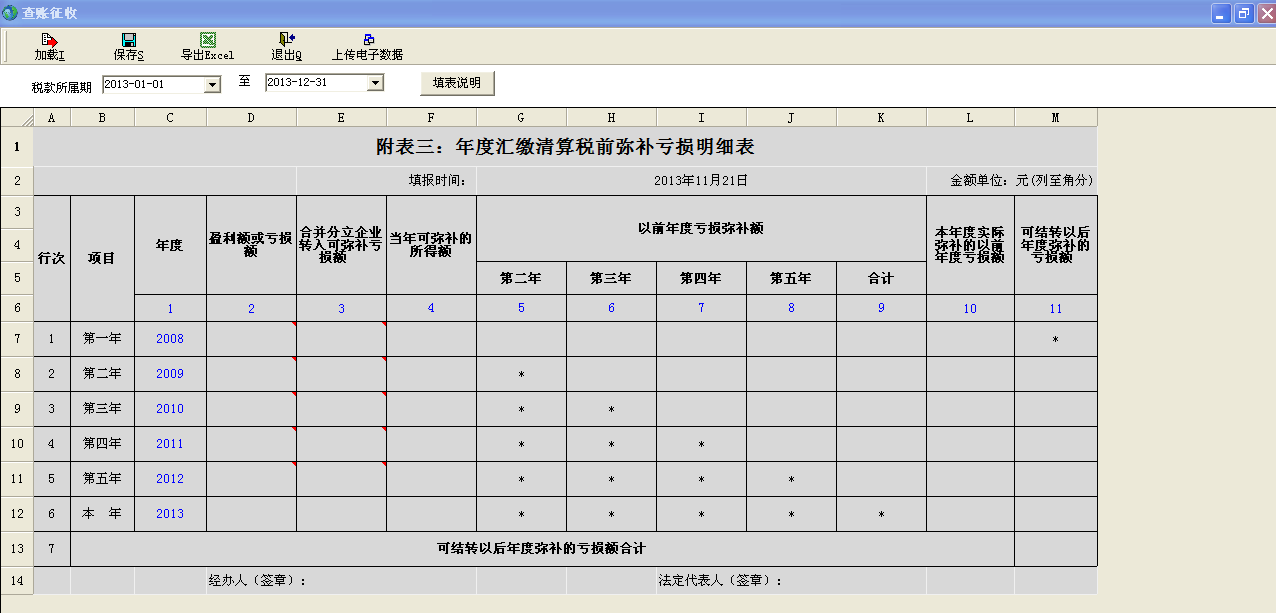 查账征收
加载I 保存S 导出Excel 退出Q 上传电子数据
税款所属期 2013-01-01 至 2013-12-31 填表说明
A B C D E F G H I J K L M
1 附表三：年度汇缴清算税前弥补亏损明细表
2 填报时间： 2013年11月21日 金额单位：元(列至角分)
3
4
5
6
行次
项目
年度
盈利额或亏损
额
合并分立企业
转入可弥补亏
损额
当年可弥补的
所得额
以前年度亏损弥补额
第二年 第三年 第四年 第五年 合计
本年度实际
弥补的以前
年度亏损额
可结转以后
年度弥补的
亏损额
1 2 3 4 5 6 7 8 9 10 11
7 1 第一年 2008 *
8 2 第二年 2009 *
9 3 第三年 2010 * *
10 4 第四年 2011 * * *
11 5 第五年 2012 * * * *
12 6 本 年 2013 * * * * *
13 7 可结转以后年度弥补的亏损额合计
14 经办人（签章）： 法定代表人（签章）：